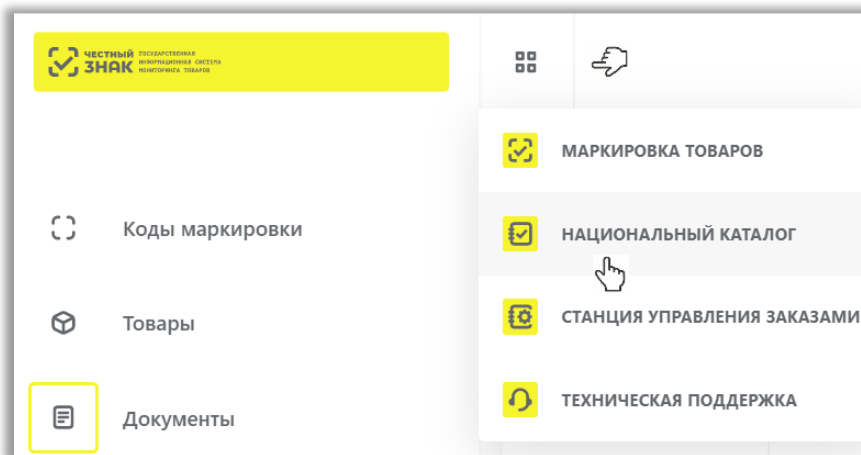 ЧЕСТНЫЙ
ЗНАК
ГОСУДАРСТВЕННАЯ
ИНФОРМАЦИОННАЯ СИСТЕМА
МОНИТОРИНГА ТОВАРОВ
Коды маркировки
Товары
Документы
МАРКИРОВКА ТОВАРОВ
НАЦИОНАЛЬНЫЙ КАТАЛОГ
СТАНЦИЯ УПРАВЛЕНИЯ ЗАКАЗАМИ
ТЕХНИЧЕСКАЯ ПОДДЕРЖКА